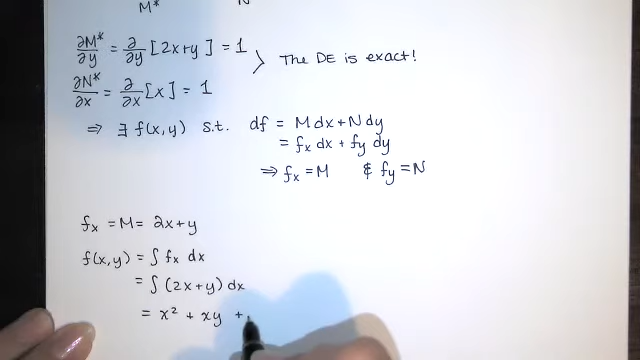 M* N
∂M*/∂y = ∂/∂y [2x+y] = 1
The DE is exact!
∂N*/∂x = ∂/∂x [x] = 1
⇒ ∃ f(x,y) s.t. df = M dx + N dy
= fx dx + fy dy
⇒ fx = M & fy = N
fx = M = 2x+y
f(x,y) = ∫ fx dx
= ∫ (2x+y) dx
= x² + xy +